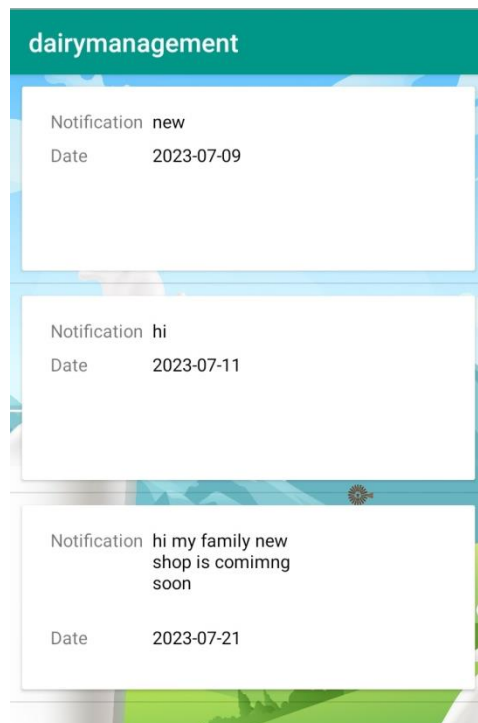 dairymanagement
Notification new
Date 2023-07-09
Notification hi
Date 2023-07-11
Notification hi my family new
shop is comimng
soon
Date 2023-07-21